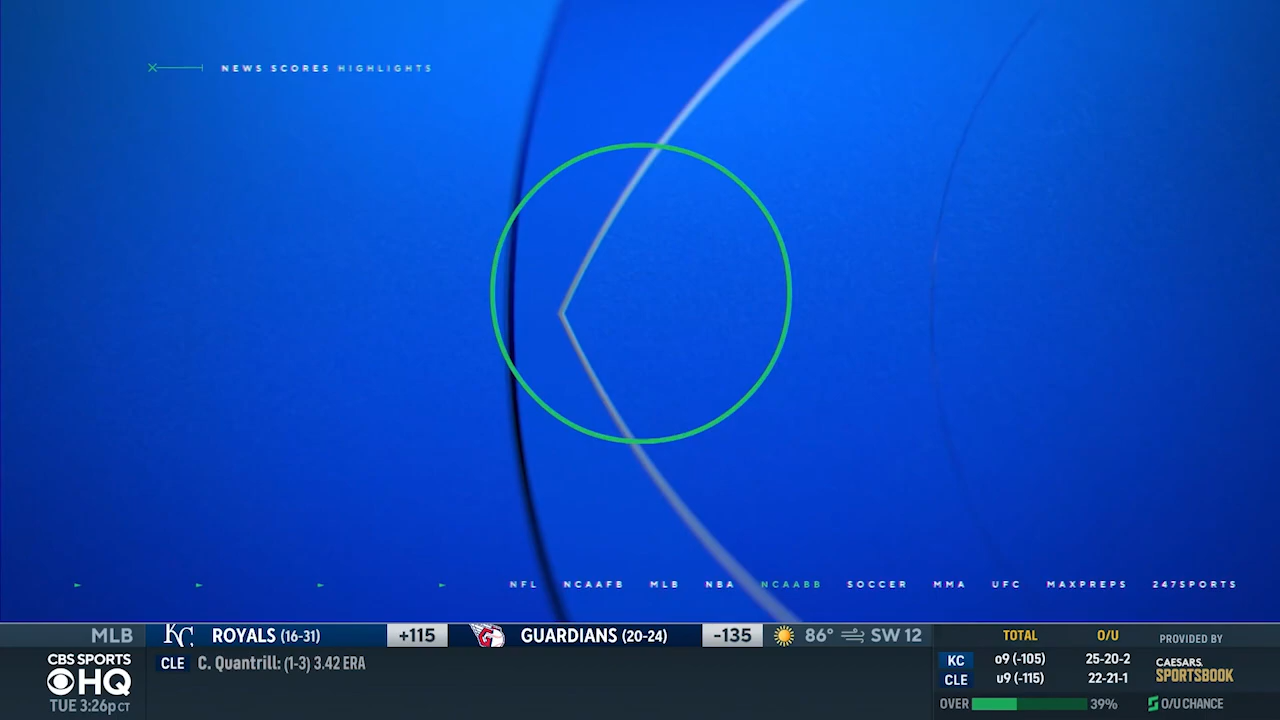 NEWS SCORES HIGHLIGHTS
NFL NCAAFB MLB NBA NCAABB SOCCER MMA UFC MAXPREPS 247SPORTS
MLB KC ROYALS (16-31) +115 GUARDIANS (20-24) -135 86° SW 12
CLE C. Quantrill: (1-3) 3.42 ERA
CBS SPORTS
HQ
TUE 3:26p CT
TOTAL O/U
KC o9 (-105) 25-20-2
CLE u9 (-115) 22-21-1
OVER 39%
PROVIDED BY
CAESARS
SPORTSBOOK
S O/U CHANCE